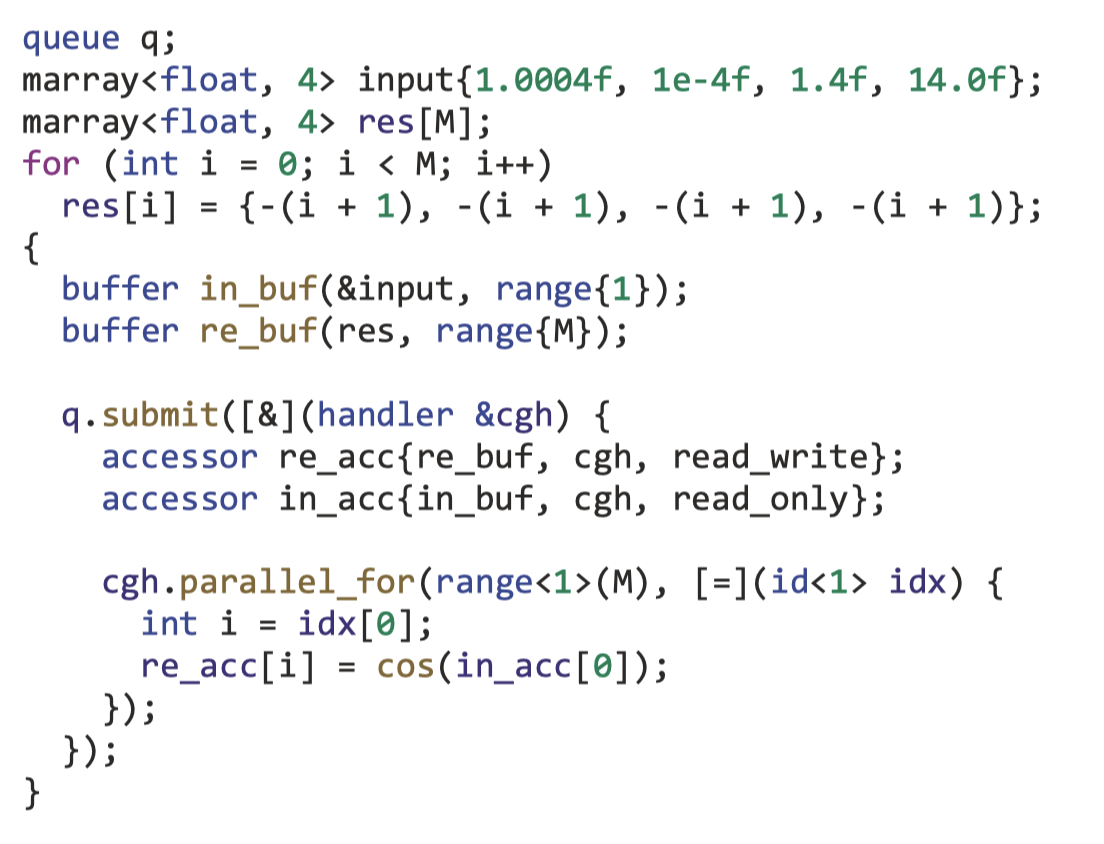 queue q;
marray<float, 4> input{1.0004f, 1e-4f, 1.4f, 14.0f};
marray<float, 4> res[M];
for (int i = 0; i < M; i++)
  res[i] = {-(i + 1), -(i + 1), -(i + 1), -(i + 1)};
{
  buffer in_buf(&input, range{1});
  buffer re_buf(res, range{M});

  q.submit([&](handler &cgh) {
    accessor re_acc{re_buf, cgh, read_write};
    accessor in_acc{in_buf, cgh, read_only};

    cgh.parallel_for(range<1>(M), [=](id<1> idx) {
      int i = idx[0];
      re_acc[i] = cos(in_acc[0]);
    });
  });
}